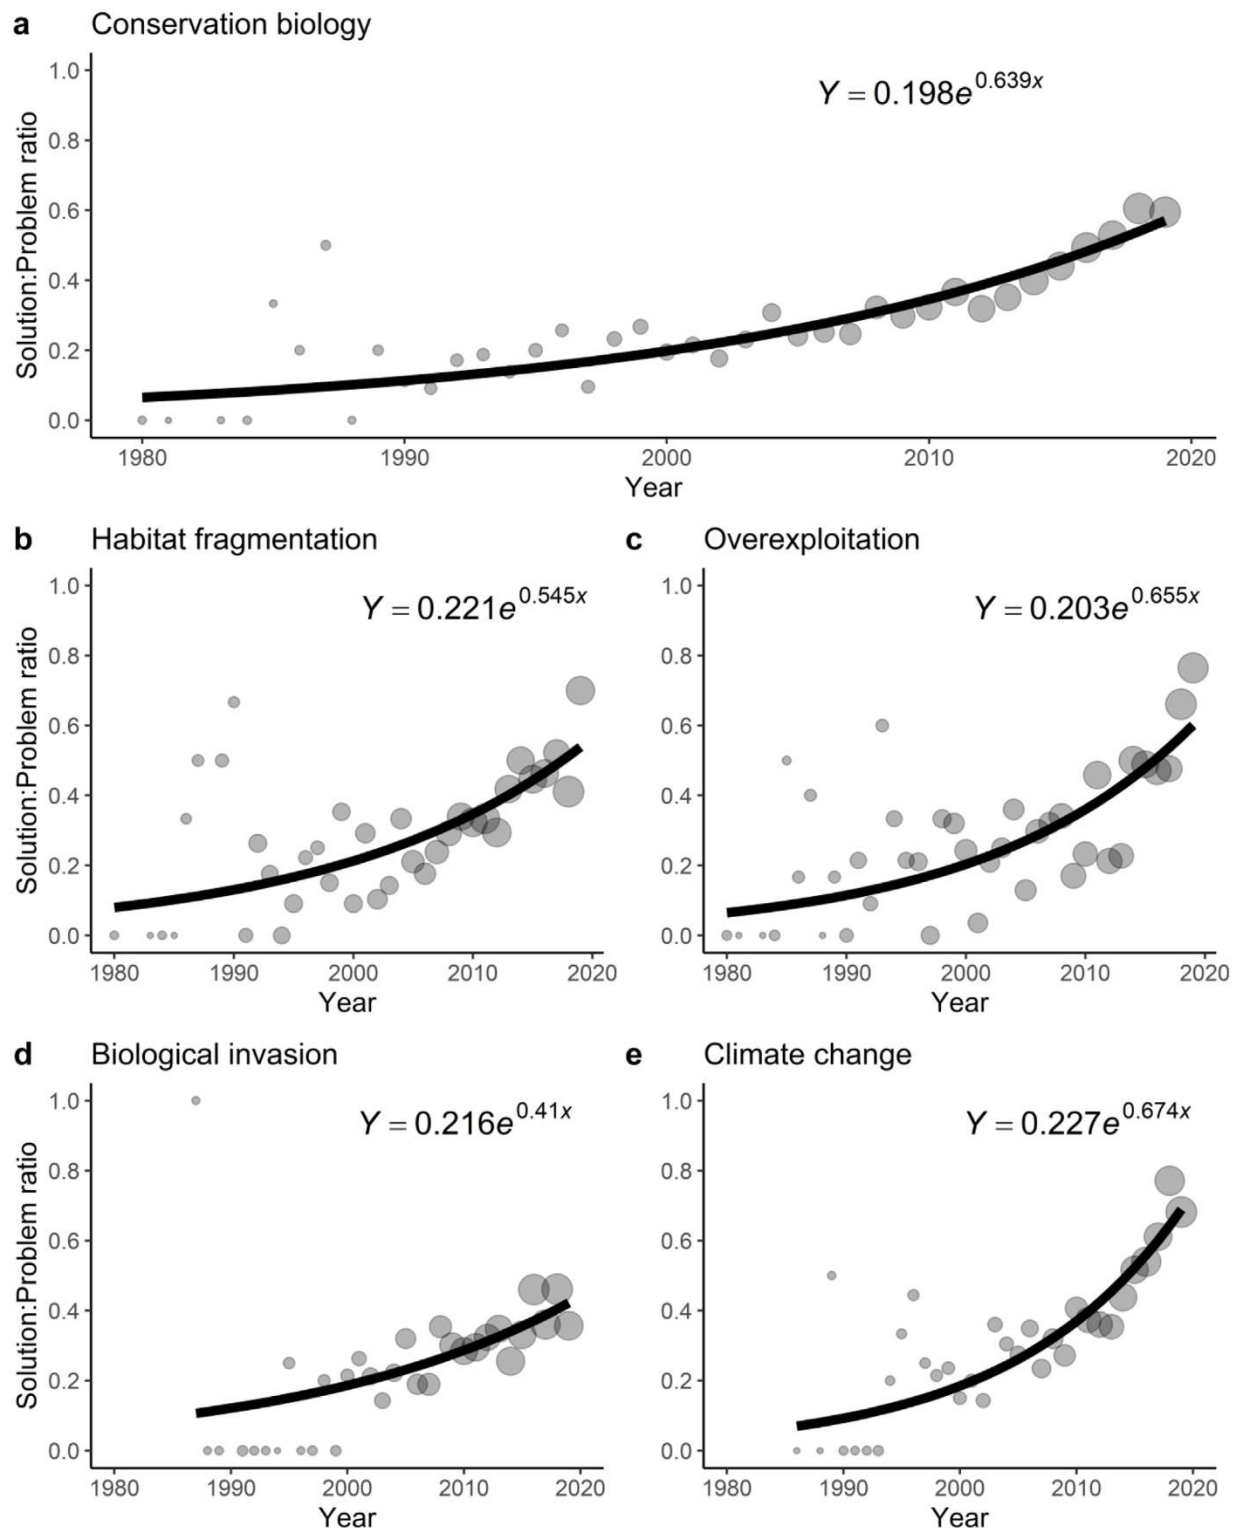 a Conservation biology
Y = 0.198e^0.639x
Solution:Problem ratio
1.0
0.8
0.6
0.4
0.2
0.0
1980 1990 2000 2010 2020
Year
b Habitat fragmentation
Y = 0.221e^0.545x
Solution:Problem ratio
1.0
0.8
0.6
0.4
0.2
0.0
1980 1990 2000 2010 2020
Year
c Overexploitation
Y = 0.203e^0.655x
1.0
0.8
0.6
0.4
0.2
0.0
1980 1990 2000 2010 2020
Year
d Biological invasion
Y = 0.216e^0.41x
Solution:Problem ratio
1.0
0.8
0.6
0.4
0.2
0.0
1980 1990 2000 2010 2020
Year
e Climate change
Y = 0.227e^0.674x
1.0
0.8
0.6
0.4
0.2
0.0
1980 1990 2000 2010 2020
Year